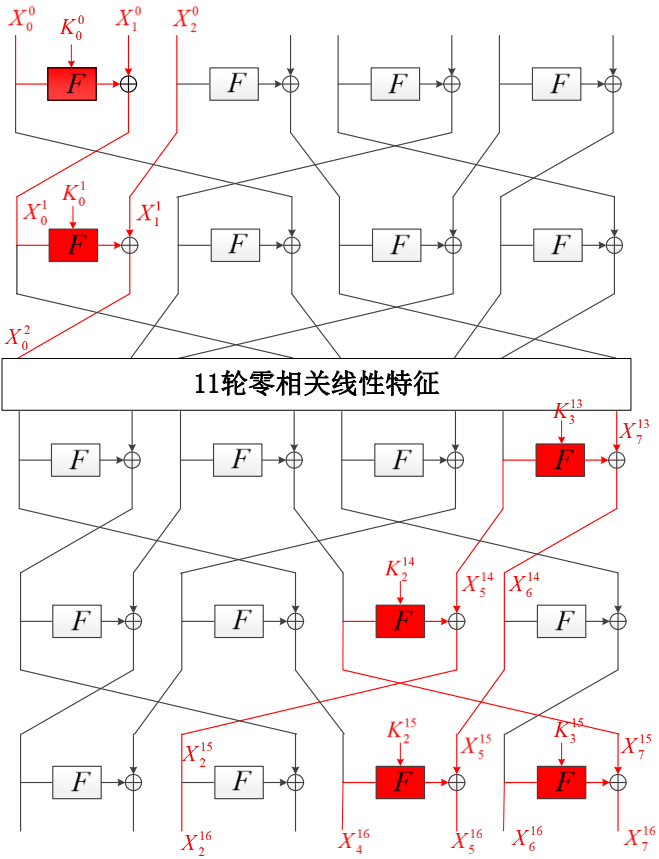 $X_0^0$ $K_0^0$ $X_1^0$ $X_2^0$
F F F F
$X_0^1$ $K_0^1$ $X_1^1$
F F F F
$X_0^2$
11轮零相关线性特征
$K_3^{13}$ $X_7^{13}$
F F F F
$K_2^{14}$ $X_5^{14}$ $X_6^{14}$
F F F F
$X_2^{15}$ $K_2^{15}$ $X_5^{15}$ $K_3^{15}$ $X_7^{15}$
F F F F
$X_2^{16}$ $X_4^{16}$ $X_5^{16}$ $X_6^{16}$ $X_7^{16}$